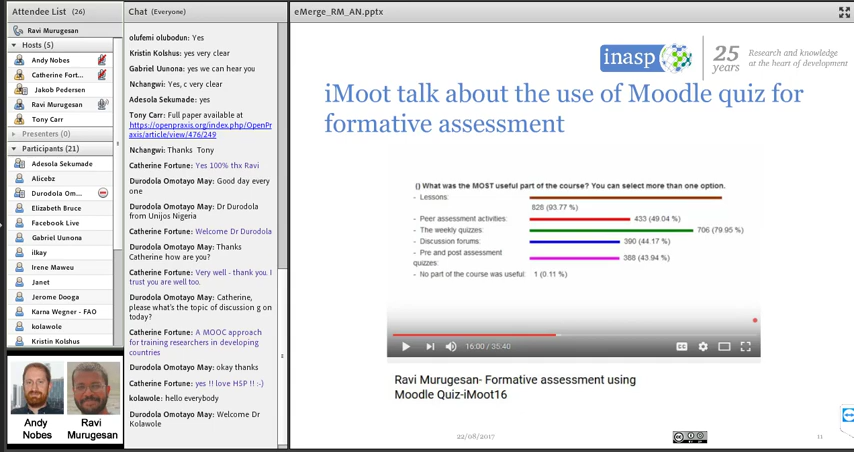 Attendee List (26)
Ravi Murugesan
Hosts (5)
Andy Nobes
Catherine Fort...
Jakob Pedersen
Ravi Murugesan
Tony Carr
Presenters (0)
Participants (21)
Adesola Sekumade
Alicebz
Durodola Om...
Elizabeth Bruce
Facebook Live
Gabriel Uunona
ilkay
Irene Maweu
Janet
Jerome Dooga
Karna Wegner - FAO
kolawole
Kristin Kolshus
Andy
Nobes
Ravi
Murugesan
Chat (Everyone)
olufemi olubodun: Yes
Kristin Kolshus: yes very clear
Gabriel Uunona: yes we can hear you
Nchangwi: Yes, c very clear
Adesola Sekumade: yes
Tony Carr: Full paper available at
https://openpraxis.org/index.php/OpenPr
axis/article/view/476/249
Nchangwi: Thanks Tony
Catherine Fortune: Yes 100% thx Ravi
Durodola Omotayo May: Good day every
one
Durodola Omotayo May: Dr Durodola
from Unijos Nigeria
Catherine Fortune: Welcome Dr Durodola
Durodola Omotayo May: Thanks
Catherine how are you?
Catherine Fortune: Very well - thank you. I
trust you are well too.
Durodola Omotayo May: Catherine,
please what's the topic of discussion g on
today?
Catherine Fortune: A MOOC approach
for training researchers in developing
countries
Durodola Omotayo May: okay thanks
Catherine Fortune: yes !! love H5P !! :-)
kolawole: hello everybody
Durodola Omotayo May: Welcome Dr
Kolawole
eMerge_RM_AN.pptx
inasp
25
years
Research and knowledge
at the heart of development
iMoot talk about the use of Moodle quiz for
formative assessment
() What was the MOST useful part of the course? You can select more than one option.
- Lessons:
828 (93.77 %)
- Peer assessment activities:
433 (49.04 %)
- The weekly quizzes:
706 (79.95 %)
- Discussion forums:
390 (44.17 %)
- Pre and post assessment
quizzes:
388 (43.94 %)
- No part of the course was useful:
1 (0.11 %)
16:00 / 35:40
Ravi Murugesan- Formative assessment using
Moodle Quiz-iMoot16
22/08/2017
11